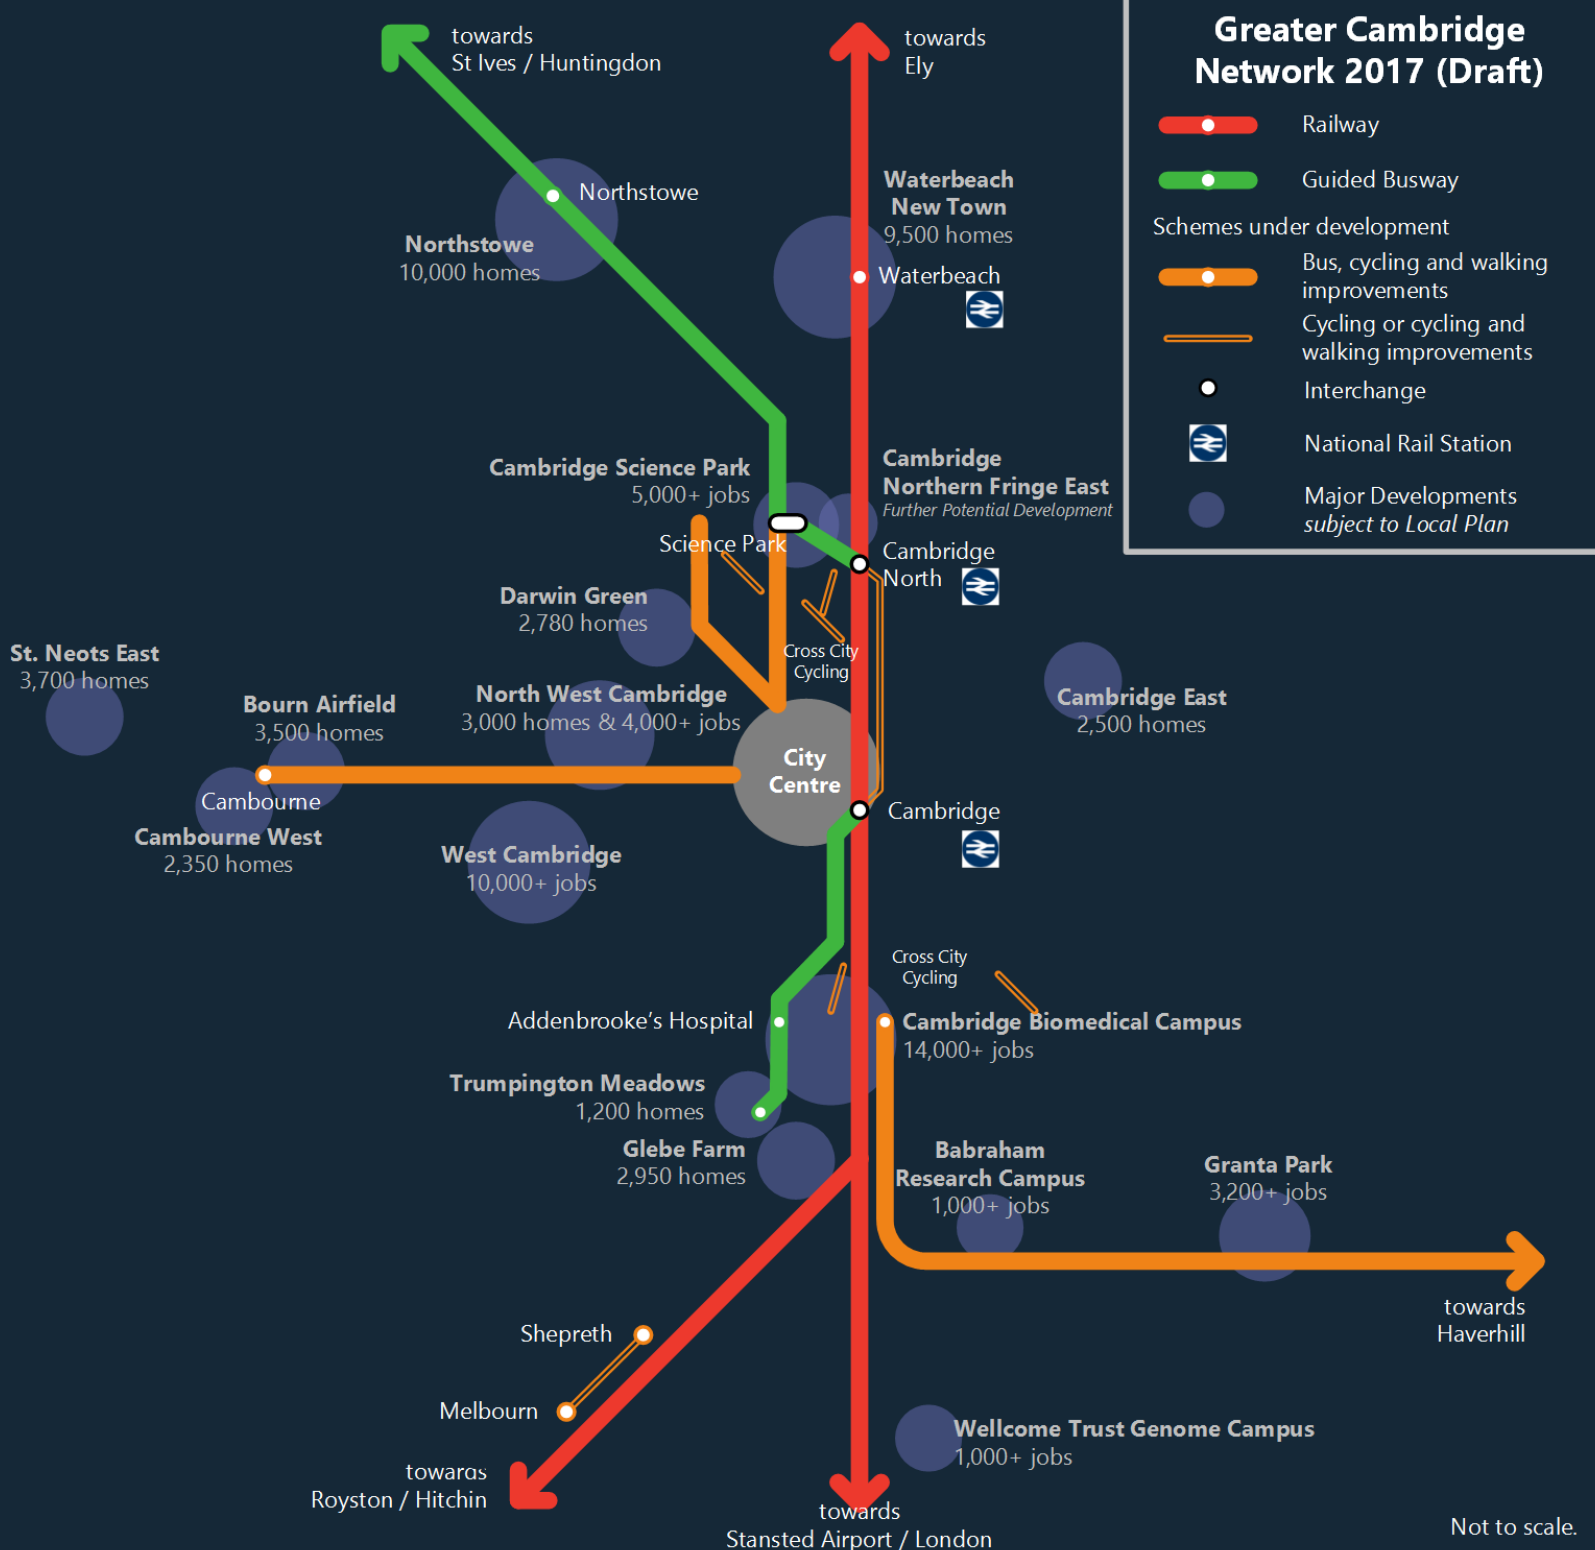 Greater Cambridge
Network 2017 (Draft)
Railway
Guided Busway
Schemes under development
Bus, cycling and walking
improvements
Cycling or cycling and
walking improvements
Interchange
National Rail Station
Major Developments
subject to Local Plan
towards
St Ives / Huntingdon
towards
Ely
Northstowe
Northstowe
10,000 homes
Waterbeach
New Town
9,500 homes
Waterbeach
Cambridge Science Park
5,000+ jobs
Science Park
Cambridge
Northern Fringe East
Further Potential Development
Cambridge
North
Darwin Green
2,780 homes
Cross City
Cycling
St. Neots East
3,700 homes
Bourn Airfield
3,500 homes
North West Cambridge
3,000 homes & 4,000+ jobs
Cambridge East
2,500 homes
City
Centre
Cambourne
Cambourne West
2,350 homes
West Cambridge
10,000+ jobs
Cambridge
Cross City
Cycling
Addenbrooke’s Hospital
Cambridge Biomedical Campus
14,000+ jobs
Trumpington Meadows
1,200 homes
Glebe Farm
2,950 homes
Babraham
Research Campus
1,000+ jobs
Granta Park
3,200+ jobs
towards
Haverhill
Shepreth
Melbourn
Wellcome Trust Genome Campus
1,000+ jobs
towards
Royston / Hitchin
towards
Stansted Airport / London
Not to scale.